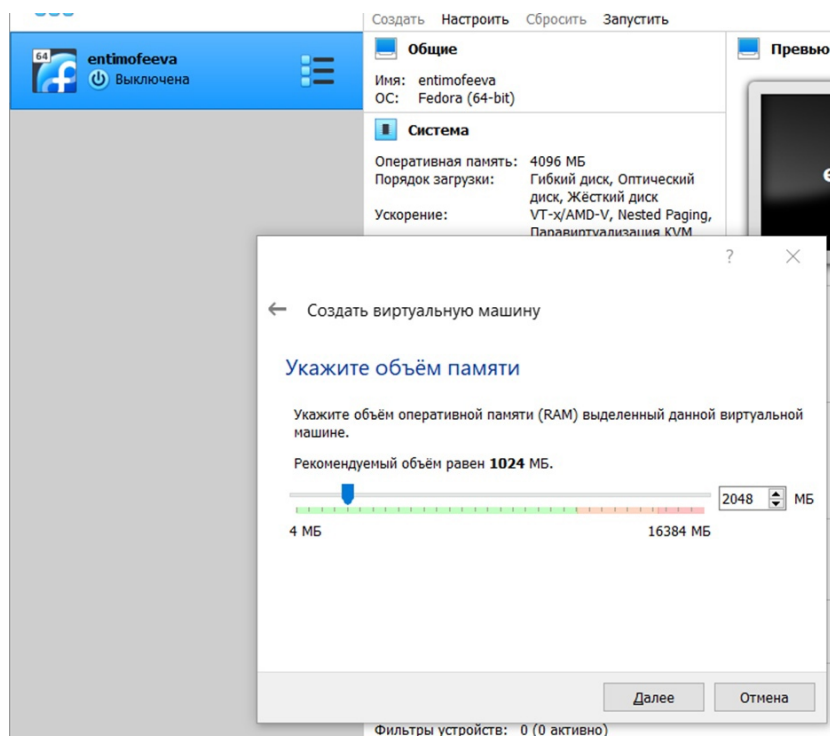 Создать Настроить Сбросить Запустить
64
entimofeeva
Выключена
Общие
Имя: entimofeeva
ОС: Fedora (64-bit)
Система
Оперативная память: 4096 МБ
Порядок загрузки: Гибкий диск, Оптический
диск, Жёсткий диск
Ускорение: VT-x/AMD-V, Nested Paging,
Паравиртуализация KVM
Превью
e
?
Создать виртуальную машину
Укажите объём памяти
Укажите объём оперативной памяти (RAM) выделенный данной виртуальной
машине.
Рекомендуемый объём равен 1024 МБ.
2048 МБ
4 МБ 16384 МБ
Далее Отмена
Фильтры устройств: 0 (0 активно)